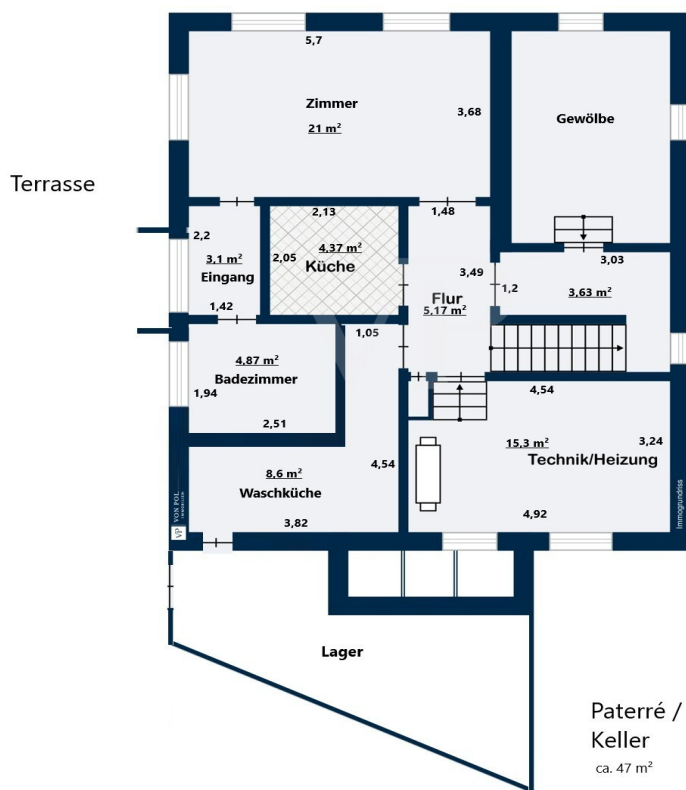 5,7
Zimmer
21 m²
3,68
Gewölbe
Terrasse
2,13
1,48
2,2
3,1 m²
Eingang
1,42
2,05
4,37 m²
Küche
3,49
Flur
5,17 m²
1,2
3,03
3,63 m²
1,05
4,87 m²
Badezimmer
1,94
2,51
4,54
15,3 m²
3,24
Technik/Heizung
4,92
8,6 m²
Waschküche
4,54
3,82
VP VON POLL
IMMOBILIEN
Immogrundriss
Lager
Paterré /
Keller
ca. 47 m²